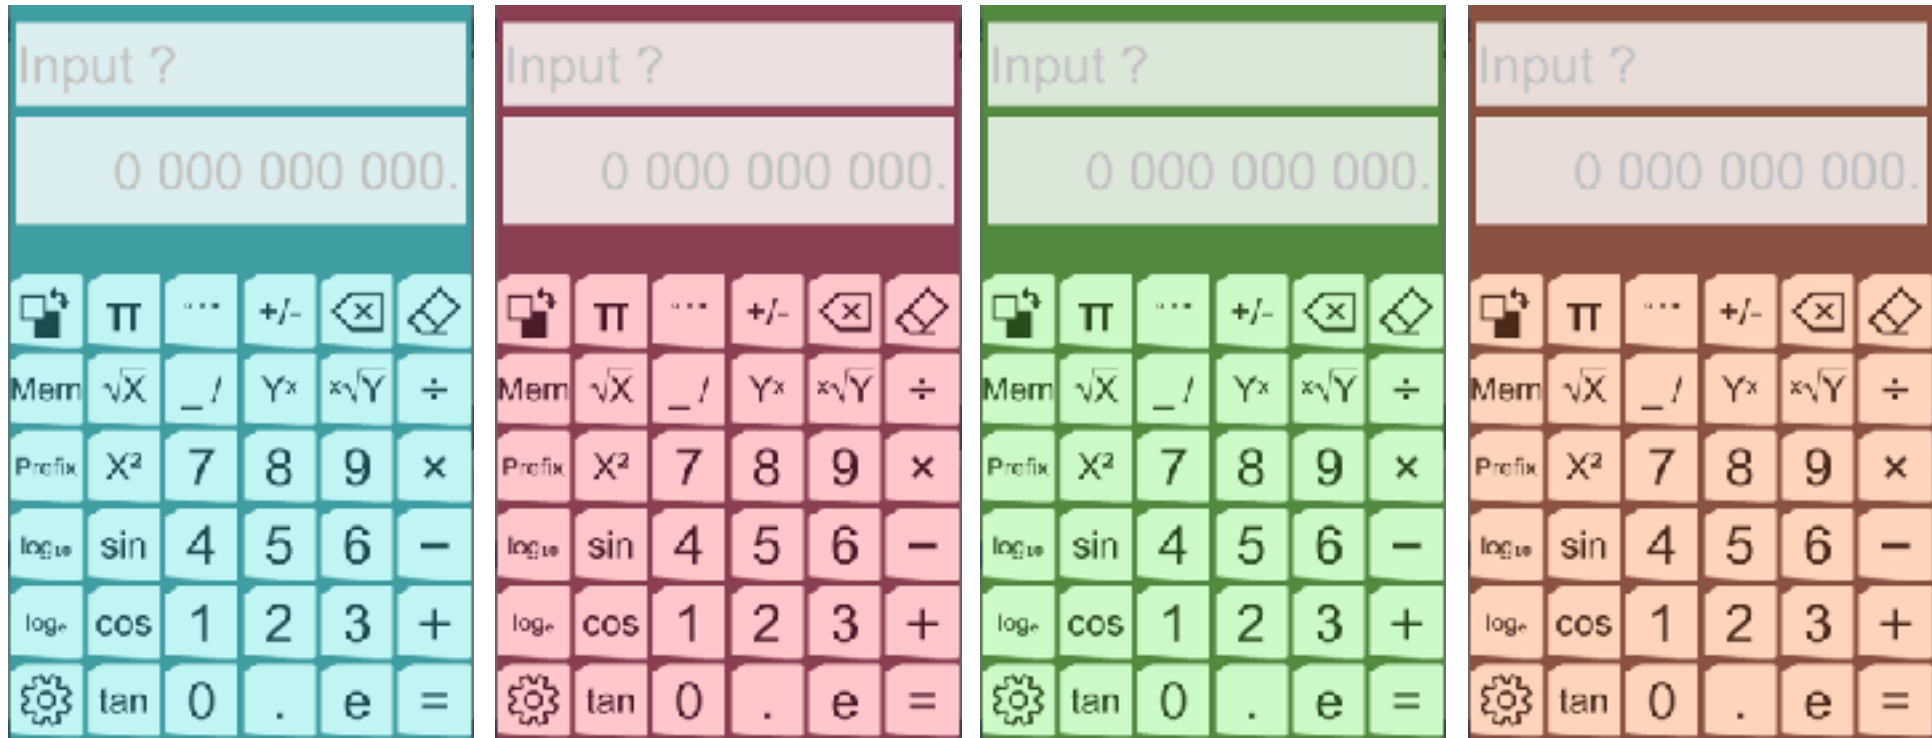 Input ? Input ? Input ? Input ?
0 000 000 000. 0 000 000 000. 0 000 000 000. 0 000 000 000.
π .... +/- π .... +/- π .... +/- π .... +/-
Mem √X _ / Yˣ ˣ√Y ÷ Mem √X _ / Yˣ ˣ√Y ÷ Mem √X _ / Yˣ ˣ√Y ÷ Mem √X _ / Yˣ ˣ√Y ÷
Prefix X² 7 8 9 × Prefix X² 7 8 9 × Prefix X² 7 8 9 × Prefix X² 7 8 9 ×
log₁₀ sin 4 5 6 − log₁₀ sin 4 5 6 − log₁₀ sin 4 5 6 − log₁₀ sin 4 5 6 −
logₑ cos 1 2 3 + logₑ cos 1 2 3 + logₑ cos 1 2 3 + logₑ cos 1 2 3 +
tan 0 . e = tan 0 . e = tan 0 . e = tan 0 . e =